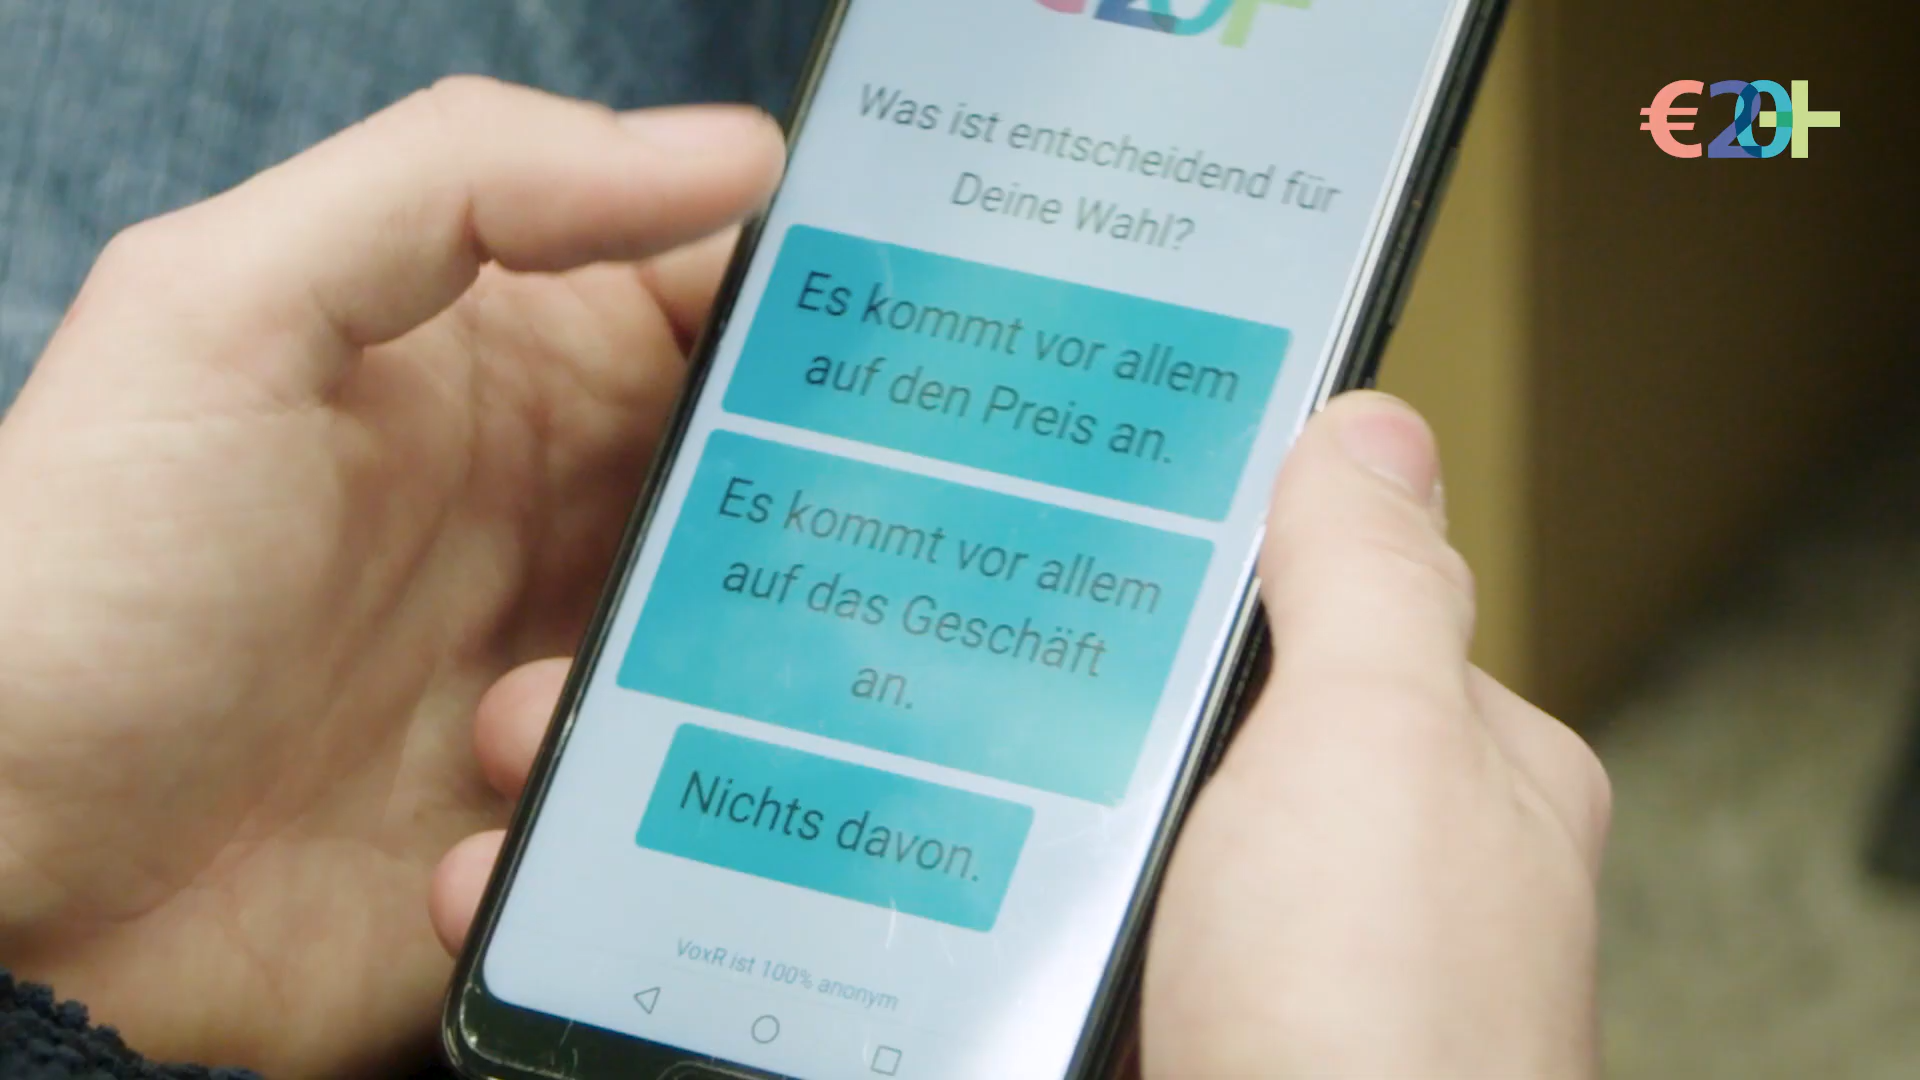 €20+
€20+
Was ist entscheidend für
Deine Wahl?
Es kommt vor allem
auf den Preis an.
Es kommt vor allem
auf das Geschäft
an.
Nichts davon.
VoxR ist 100% anonym